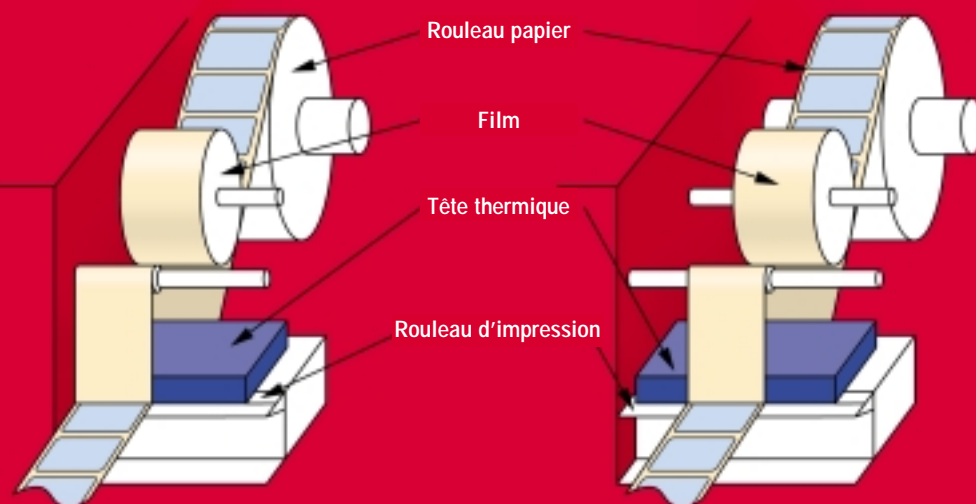 Rouleau papier
Film
Tête thermique
Rouleau d'impression